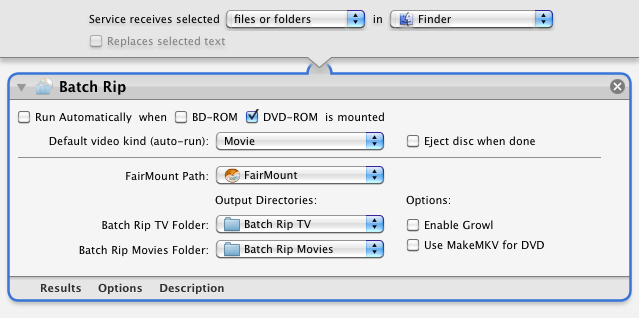 Service receives selected files or folders in Finder
Replaces selected text
Batch Rip
Run Automatically when BD-ROM DVD-ROM is mounted
Default video kind (auto-run): Movie Eject disc when done
FairMount Path: FairMount
Output Directories: Options:
Batch Rip TV Folder: Batch Rip TV Enable Growl
Batch Rip Movies Folder: Batch Rip Movies Use MakeMKV for DVD
Results Options Description